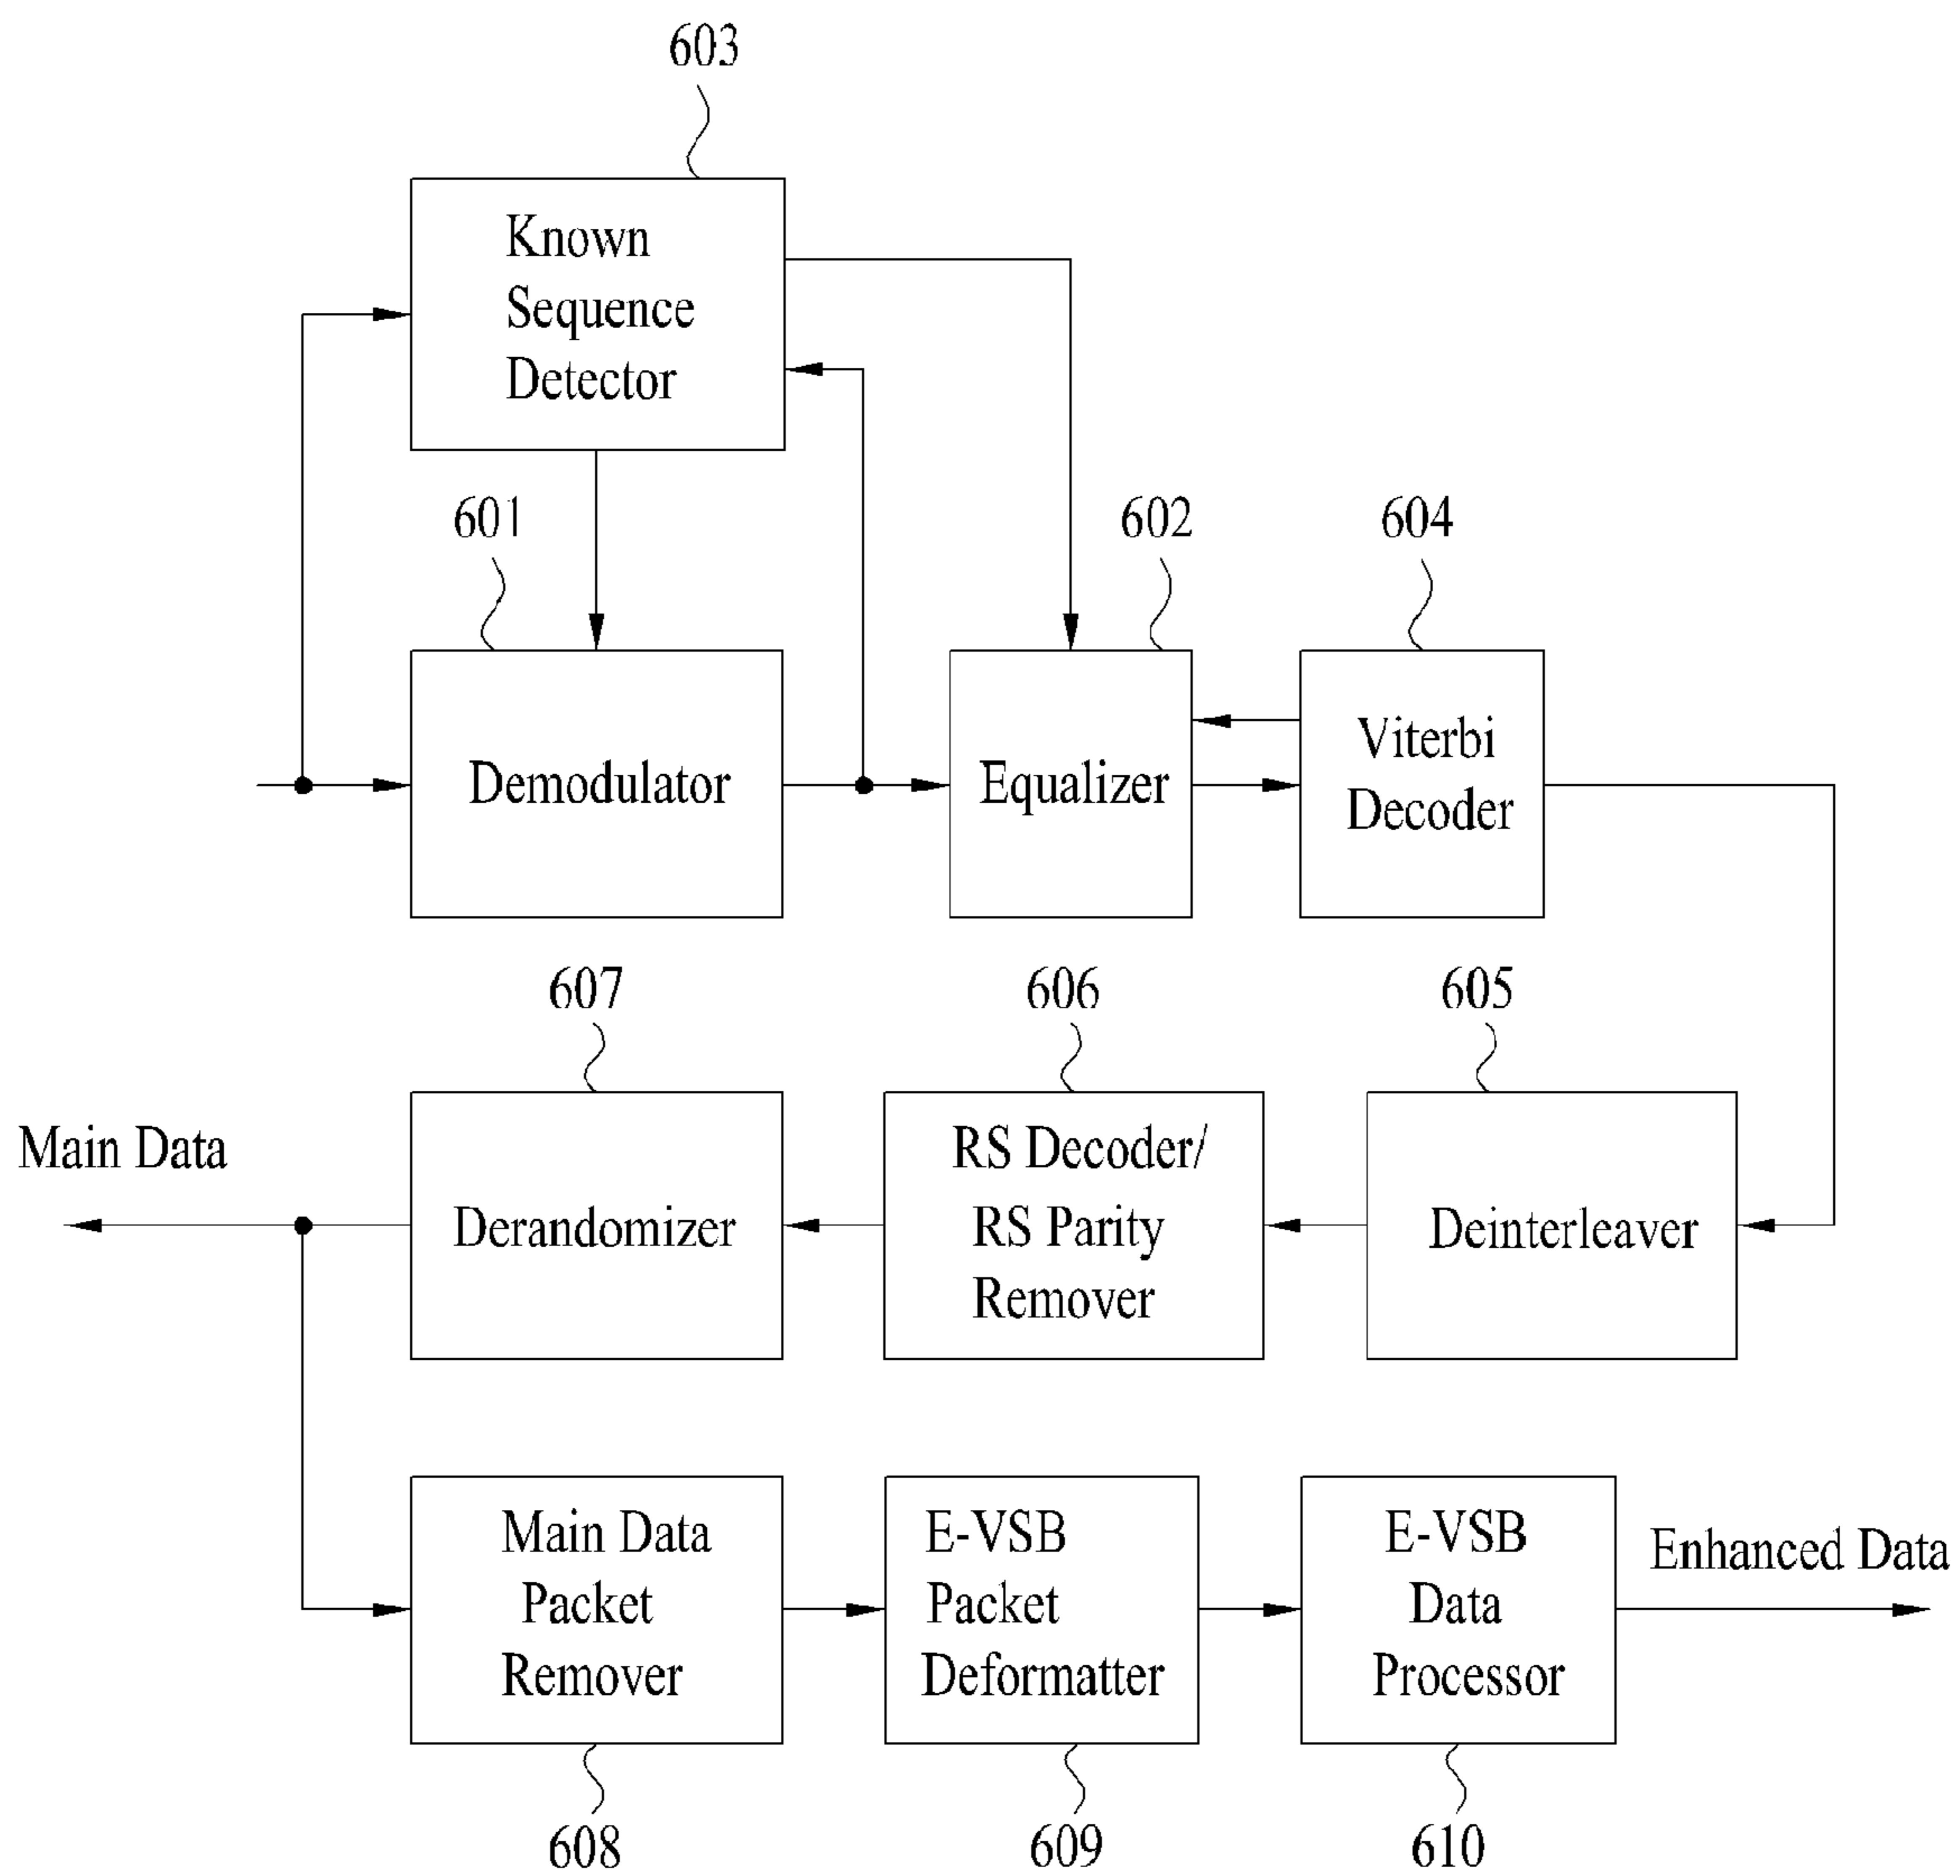 603
Known
Sequence
Detector
601
602
604
Demodulator
Equalizer
Viterbi
Decoder
607
606
605
Main Data
Derandomizer
RS Decoder/
RS Parity
Remover
Deinterleaver
Main Data
Packet
Remover
E-VSB
Packet
Deformatter
E-VSB
Data
Processor
Enhanced Data
608
609
610